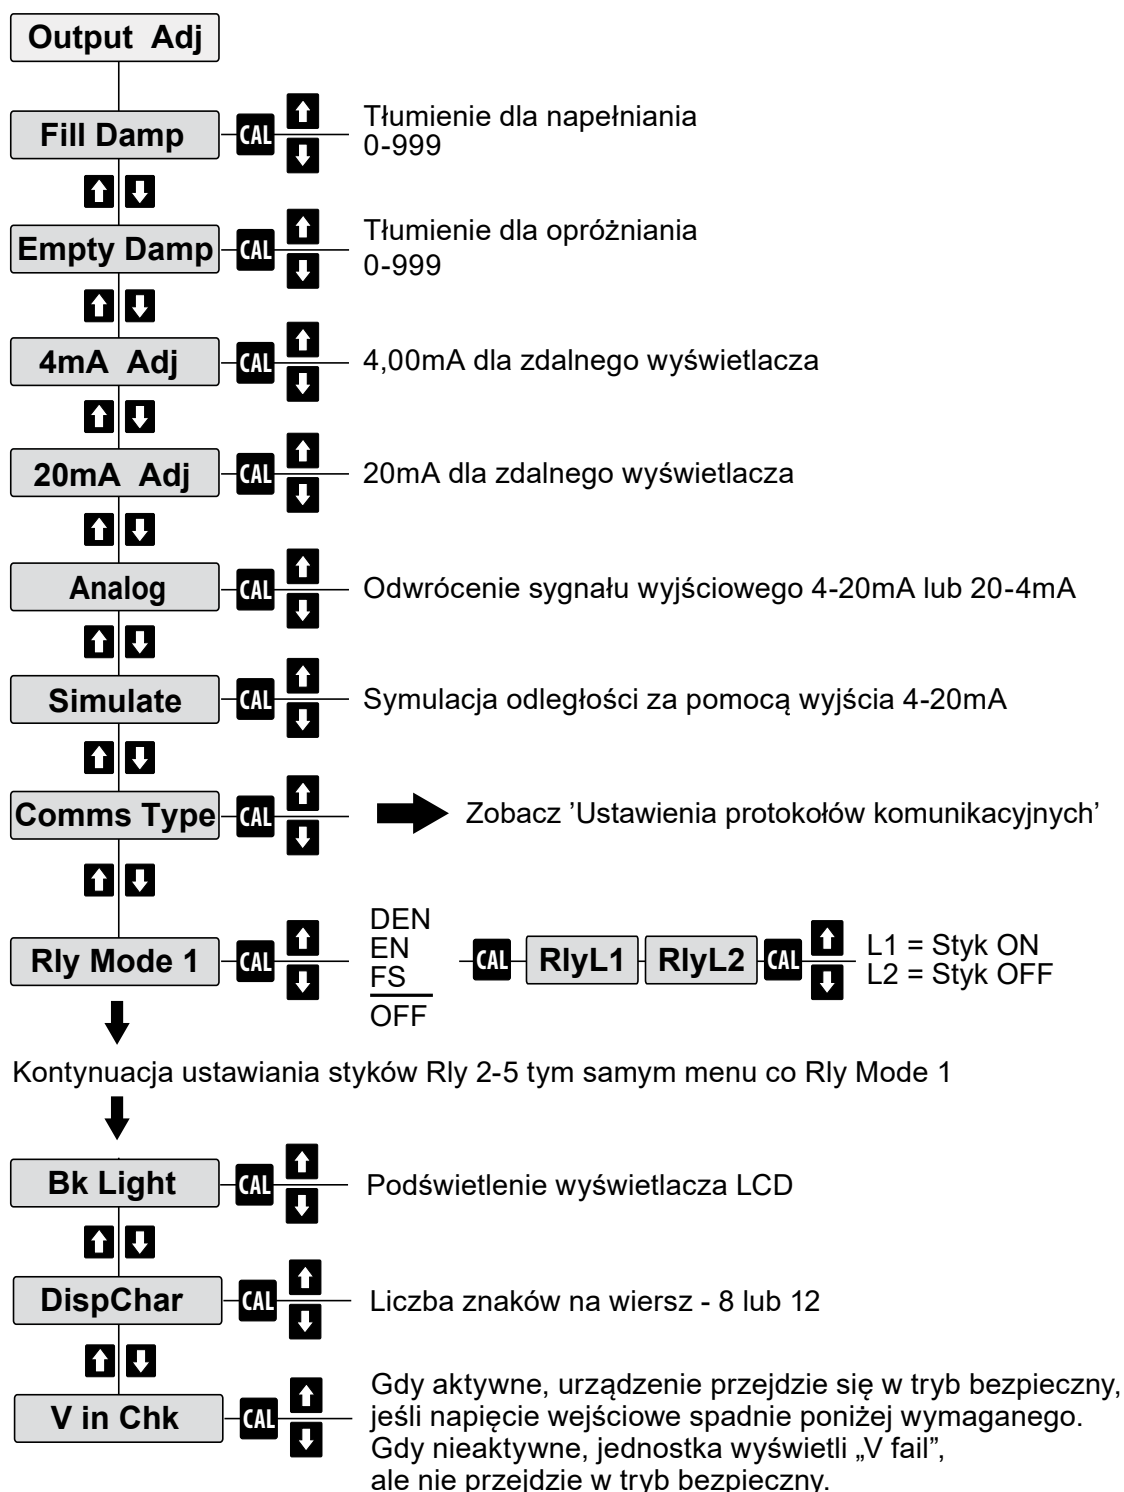 Output Adj
Fill Damp CAL Tłumienie dla napełniania
0-999
Empty Damp CAL Tłumienie dla opróżniania
0-999
4mA Adj CAL 4,00mA dla zdalnego wyświetlacza
20mA Adj CAL 20mA dla zdalnego wyświetlacza
Analog CAL Odwrócenie sygnału wyjściowego 4-20mA lub 20-4mA
Simulate CAL Symulacja odległości za pomocą wyjścia 4-20mA
Comms Type CAL Zobacz ’Ustawienia protokołów komunikacyjnych’
Rly Mode 1 CAL
DEN
EN
FS
OFF
CAL RlyL1 RlyL2 CAL
L1 = Styk ON
L2 = Styk OFF
Kontynuacja ustawiania styków Rly 2-5 tym samym menu co Rly Mode 1
Bk Light CAL Podświetlenie wyświetlacza LCD
DispChar CAL Liczba znaków na wiersz - 8 lub 12
V in Chk CAL
Gdy aktywne, urządzenie przejdzie się w tryb bezpieczny,
jeśli napięcie wejściowe spadnie poniżej wymaganego.
Gdy nieaktywne, jednostka wyświetli „V fail”,
ale nie przejdzie w tryb bezpieczny.